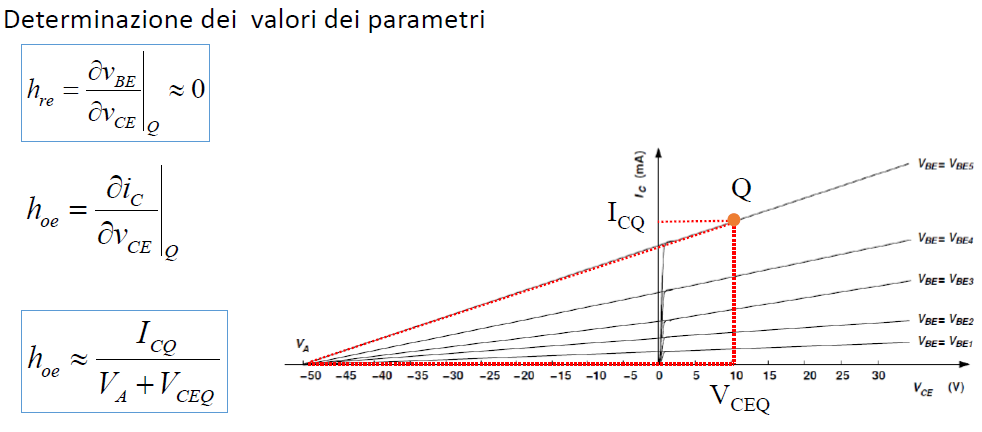 Determinazione dei valori dei parametri
h_re = ∂v_BE / ∂v_CE |_Q ≈ 0
h_oe = ∂i_C / ∂v_CE |_Q
h_oe ≈ I_CQ / (V_A + V_CEQ)
I_C (mA)
V_BE = V_BE5
Q
I_CQ
V_BE = V_BE4
V_BE = V_BE3
V_BE = V_BE2
V_BE = V_BE1
V_A
−50 −45 −40 −35 −30 −25 −20 −15 −10 −5 0 5 10 15 20 25 30
V_CE (V)
V_CEQ